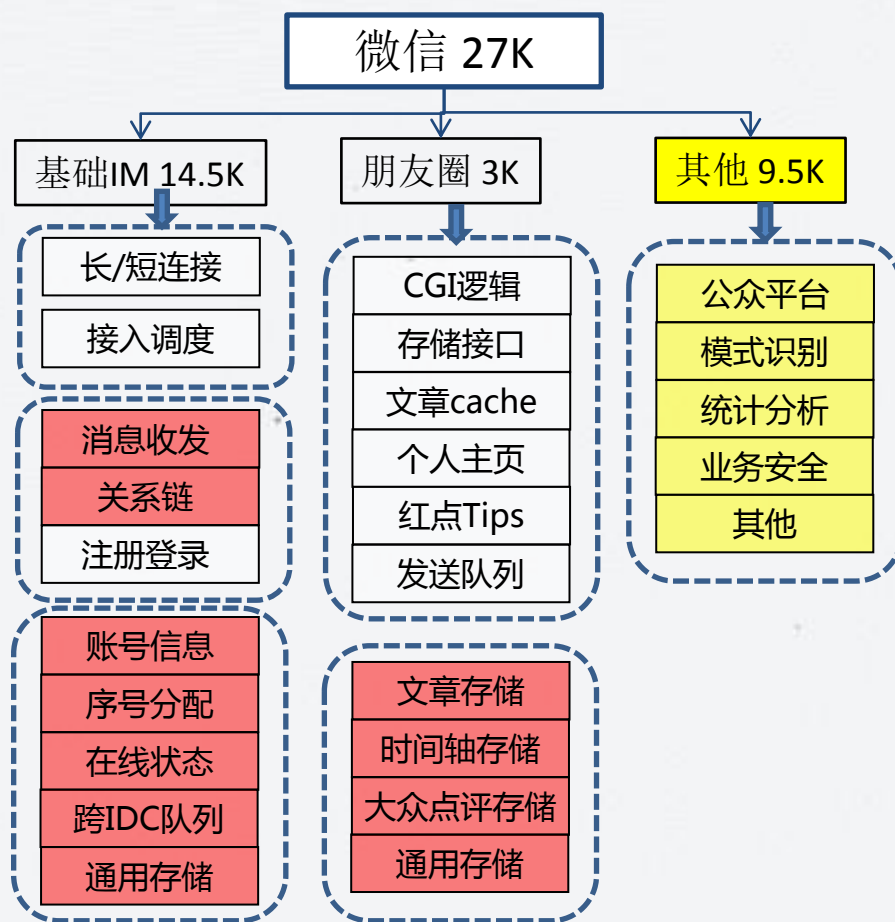 微信 27K
基础IM 14.5K
长/短连接
接入调度
消息收发
关系链
注册登录
账号信息
序号分配
在线状态
跨IDC队列
通用存储
朋友圈 3K
CGI逻辑
存储接口
文章cache
个人主页
红点Tips
发送队列
文章存储
时间轴存储
大众点评存储
通用存储
其他 9.5K
公众平台
模式识别
统计分析
业务安全
其他